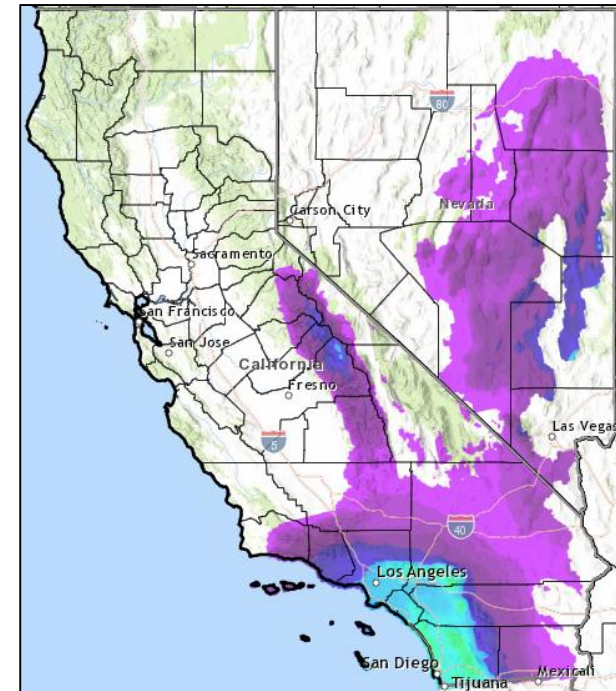 80
Nevada
Carson City
Sacramento
San Francisco
San Jose
California
Fresno
5
Las Vegas
40
Los Angeles
San Diego
Mexicali
Tijuana